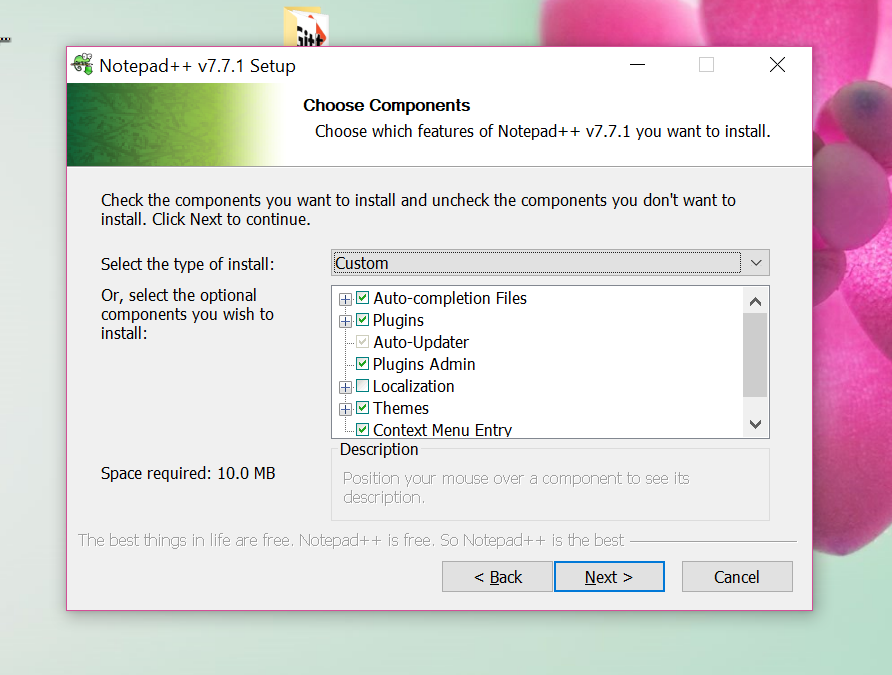 Gitt
Notepad++ v7.7.1 Setup
Choose Components
Choose which features of Notepad++ v7.7.1 you want to install.
Check the components you want to install and uncheck the components you don't want to
install. Click Next to continue.
Select the type of install:
Custom
Or, select the optional
components you wish to
install:
Auto-completion Files
Plugins
Auto-Updater
Plugins Admin
Localization
Themes
Context Menu Entry
Space required: 10.0 MB
Description
Position your mouse over a component to see its
description.
The best things in life are free. Notepad++ is free. So Notepad++ is the best
< Back
Next >
Cancel